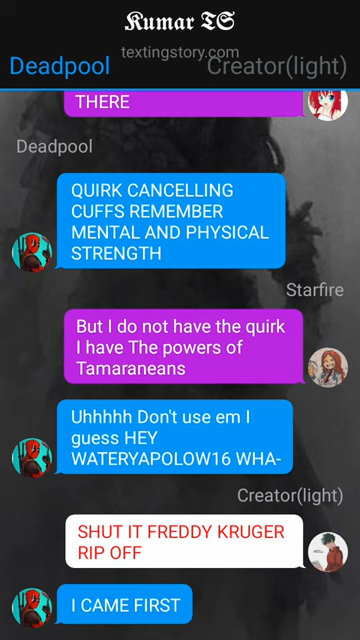 Kumar TS
textingstory.com
Deadpool
Creator(light)
THERE
Deadpool
QUIRK CANCELLING
CUFFS REMEMBER
MENTAL AND PHYSICAL
STRENGTH
Starfire
But I do not have the quirk
I have The powers of
Tamaraneans
Uhhhhh Don't use em I
guess HEY
WATERYAPOLOW16 WHA-
Creator(light)
SHUT IT FREDDY KRUGER
RIP OFF
I CAME FIRST